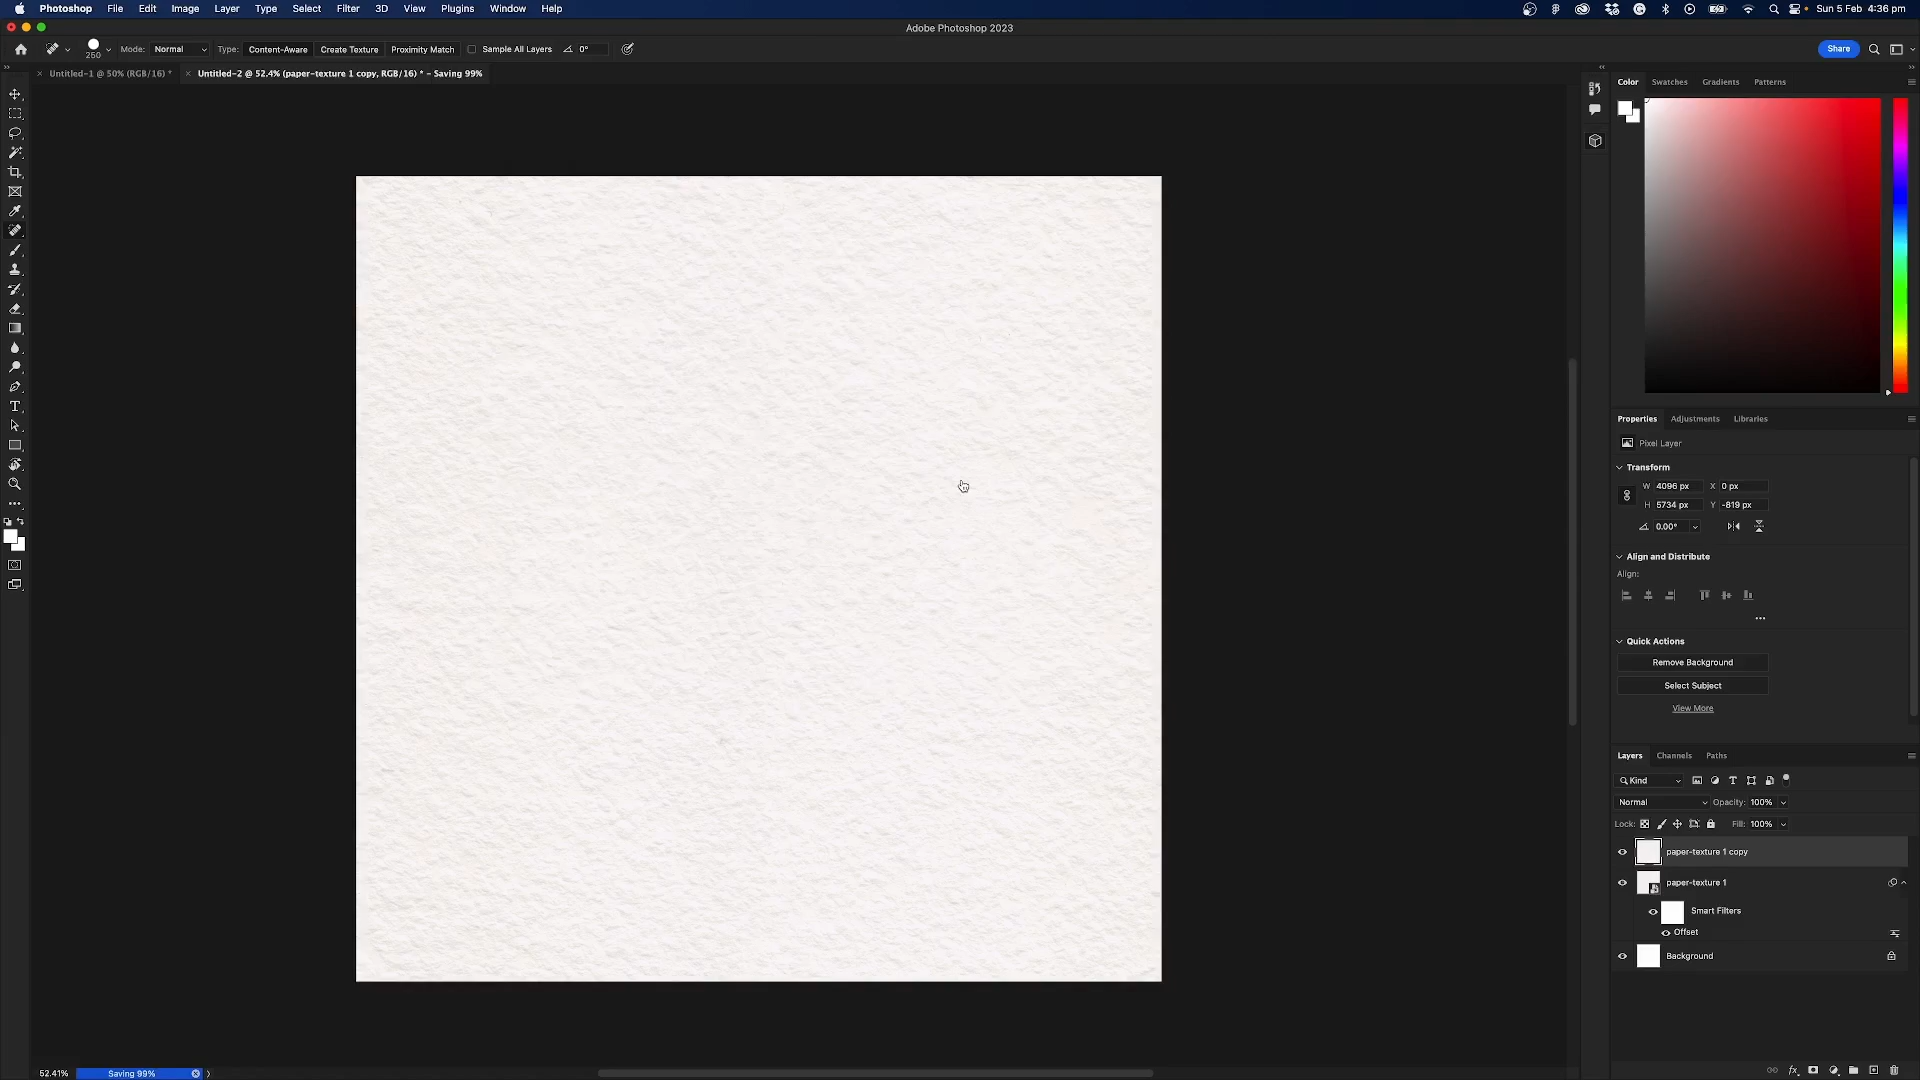 Photoshop File Edit Image Layer Type Select Filter 3D View Plugins Window Help Sun 5 Feb 4:36 pm
Adobe Photoshop 2023
250 Mode: Normal Type: Content-Aware Create Texture Proximity Match Sample All Layers 0° Share
Untitled-1 @ 50% (RGB/16) * Untitled-2 @ 52.4% (paper-texture 1 copy, RGB/16) * – Saving 99%
Color Swatches Gradients Patterns
Properties Adjustments Libraries
Pixel Layer
Transform
W 4096 px X 0 px
H 5734 px Y -819 px
0.00°
Align and Distribute
Align:
Quick Actions
Remove Background
Select Subject
View More
Layers Channels Paths
Kind
Normal Opacity: 100%
Lock: Fill: 100%
paper-texture 1 copy
paper-texture 1
Smart Filters
Offset
Background
52.41% Saving 99%